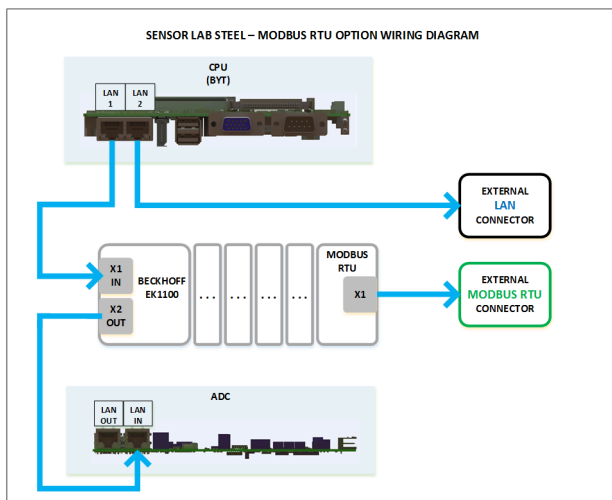 SENSOR LAB STEEL – MODBUS RTU OPTION WIRING DIAGRAM
CPU
(BYT)
LAN
1
LAN
2
EXTERNAL
LAN
CONNECTOR
X1
IN
X2
OUT
BECKHOFF
EK1100
...
...
...
...
MODBUS
RTU
X1
EXTERNAL
MODBUS RTU
CONNECTOR
ADC
LAN
OUT
LAN
IN